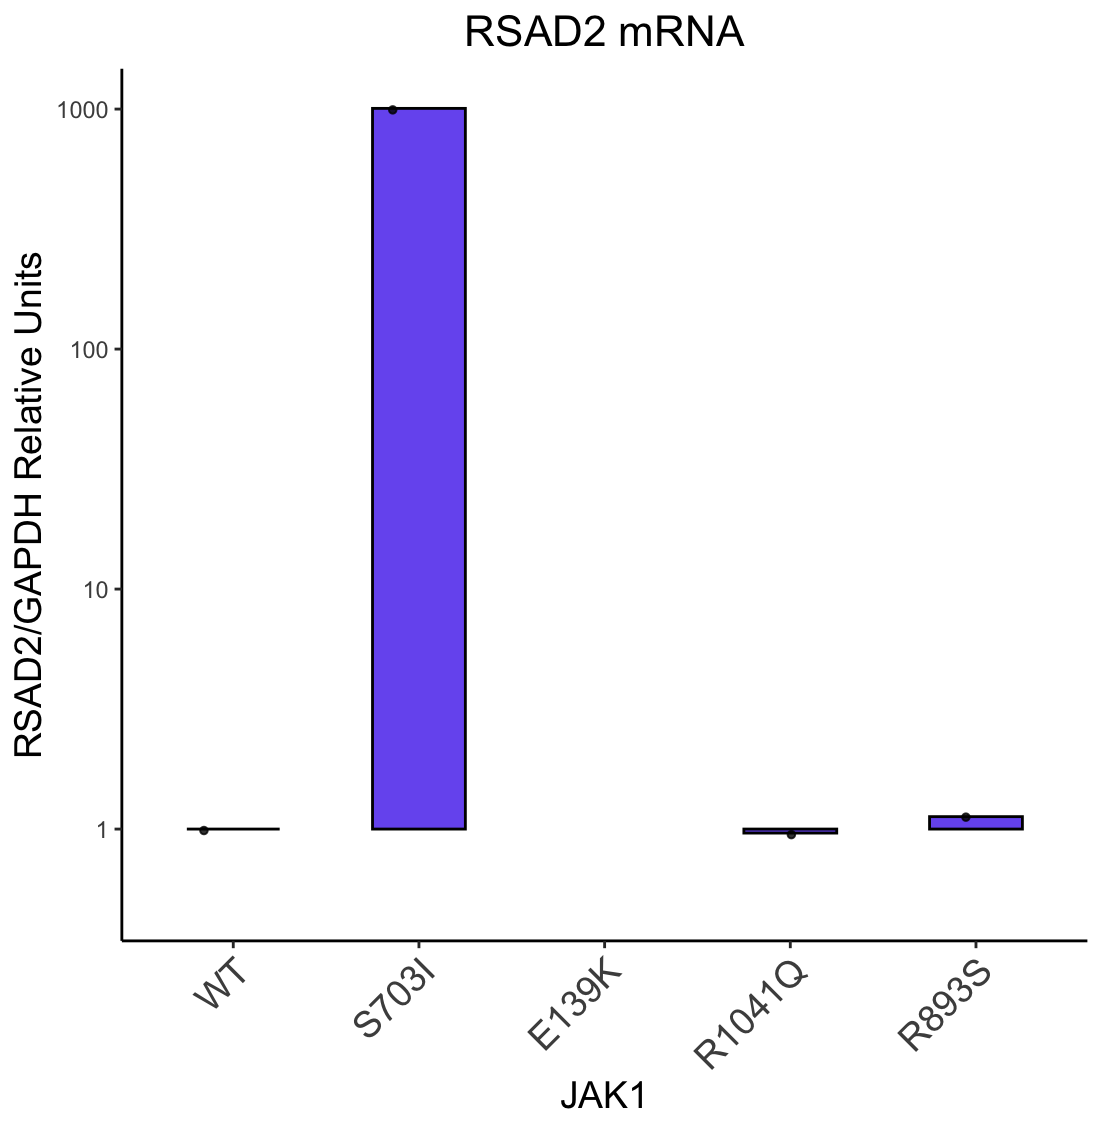 RSAD2 mRNA
RSAD2/GAPDH Relative Units
1000
100
10
1
WT
S703I
E139K
R1041Q
R893S
JAK1